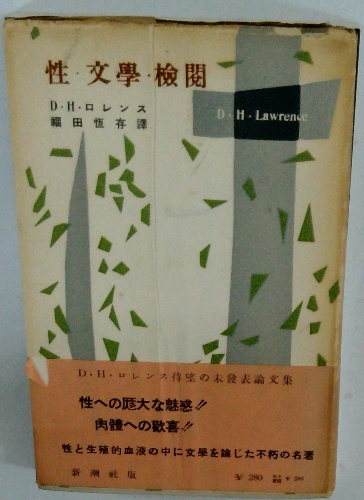 性・文學・檢閲
D・H・ロレンス
福田恆存譯
D・H・Lawrence
D・H・ロレンス待望の未發表論文集
性への厖大な魅惑!!
肉體への歡喜!!
性と生殖的血液の中に文學を論じた不朽の名著
新潮社版
￥280
￥290